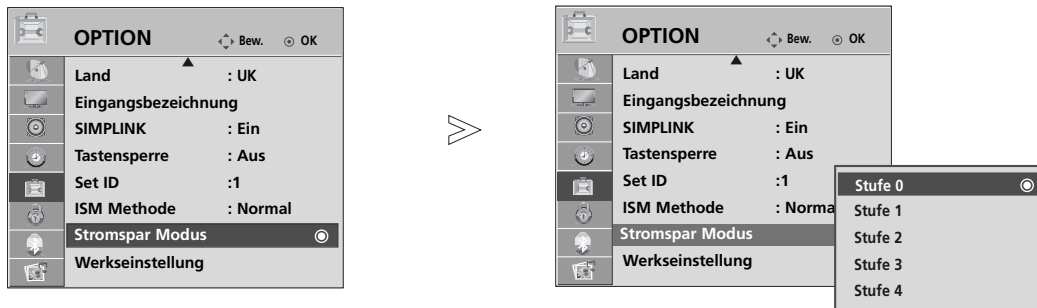 OPTION Bew. OK
Land : UK
Eingangsbezeichnung
SIMPLINK : Ein
Tastensperre : Aus
Set ID :1
ISM Methode : Normal
Stromspar Modus
Werkseinstellung
OPTION Bew. OK
Land : UK
Eingangsbezeichnung
SIMPLINK : Ein
Tastensperre : Aus
Set ID :1
ISM Methode : Norma
Stromspar Modus
Werkseinstellung
Stufe 0
Stufe 1
Stufe 2
Stufe 3
Stufe 4